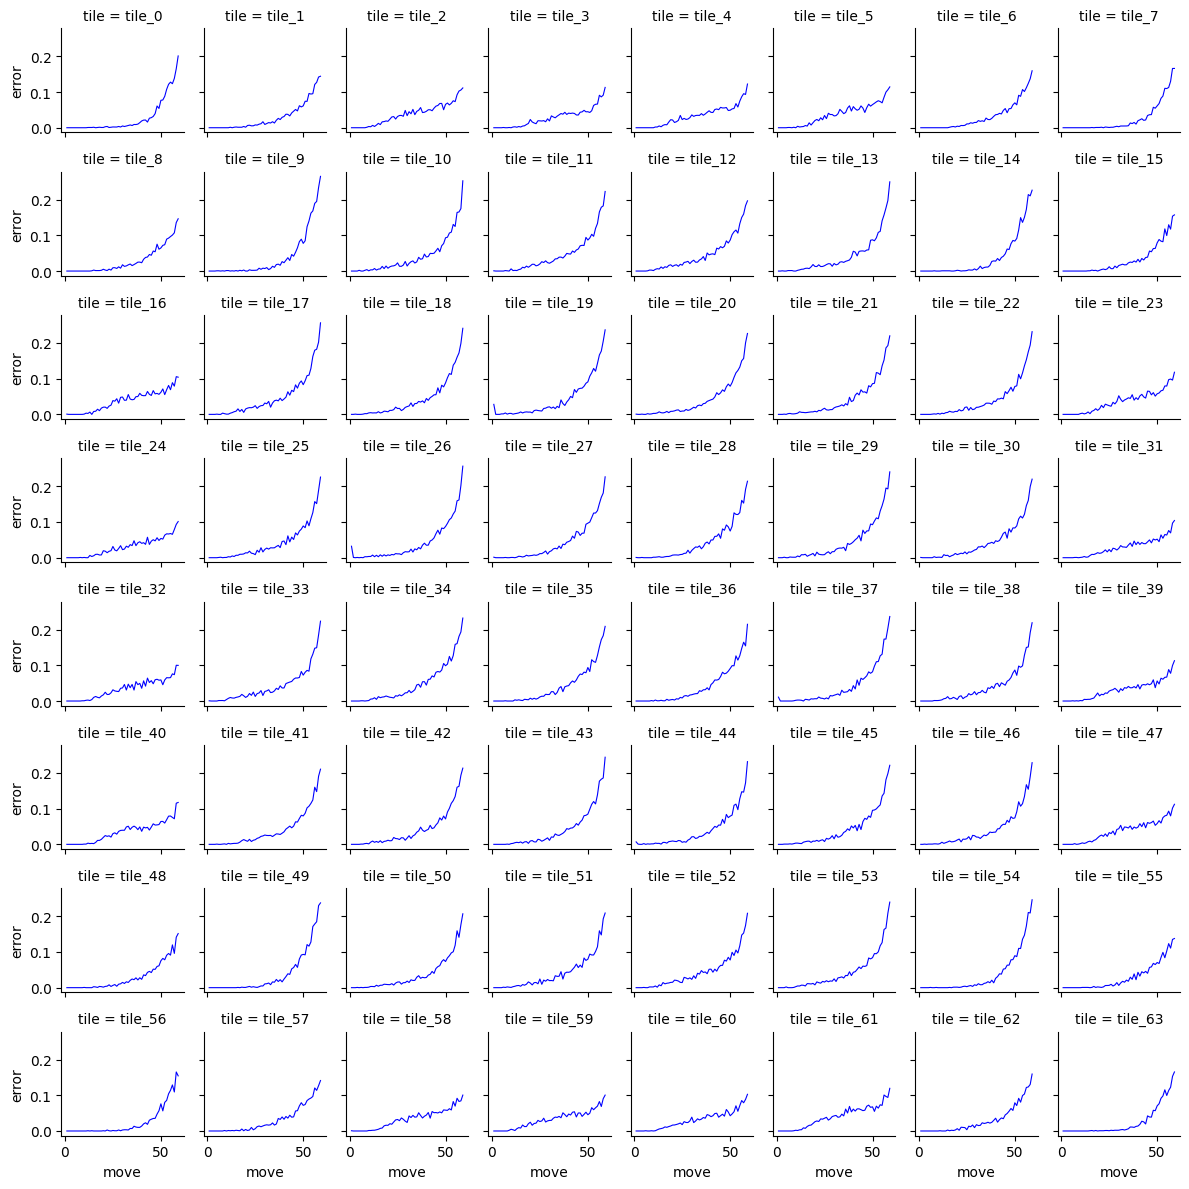 tile = tile_0 tile = tile_1 tile = tile_2 tile = tile_3 tile = tile_4 tile = tile_5 tile = tile_6 tile = tile_7
0.2
error
0.1
0.0
tile = tile_8 tile = tile_9 tile = tile_10 tile = tile_11 tile = tile_12 tile = tile_13 tile = tile_14 tile = tile_15
0.2
error
0.1
0.0
tile = tile_16 tile = tile_17 tile = tile_18 tile = tile_19 tile = tile_20 tile = tile_21 tile = tile_22 tile = tile_23
0.2
error
0.1
0.0
tile = tile_24 tile = tile_25 tile = tile_26 tile = tile_27 tile = tile_28 tile = tile_29 tile = tile_30 tile = tile_31
0.2
error
0.1
0.0
tile = tile_32 tile = tile_33 tile = tile_34 tile = tile_35 tile = tile_36 tile = tile_37 tile = tile_38 tile = tile_39
0.2
error
0.1
0.0
tile = tile_40 tile = tile_41 tile = tile_42 tile = tile_43 tile = tile_44 tile = tile_45 tile = tile_46 tile = tile_47
0.2
error
0.1
0.0
tile = tile_48 tile = tile_49 tile = tile_50 tile = tile_51 tile = tile_52 tile = tile_53 tile = tile_54 tile = tile_55
0.2
error
0.1
0.0
tile = tile_56 tile = tile_57 tile = tile_58 tile = tile_59 tile = tile_60 tile = tile_61 tile = tile_62 tile = tile_63
0.2
error
0.1
0.0
0 50 0 50 0 50 0 50 0 50 0 50 0 50 0 50
move move move move move move move move